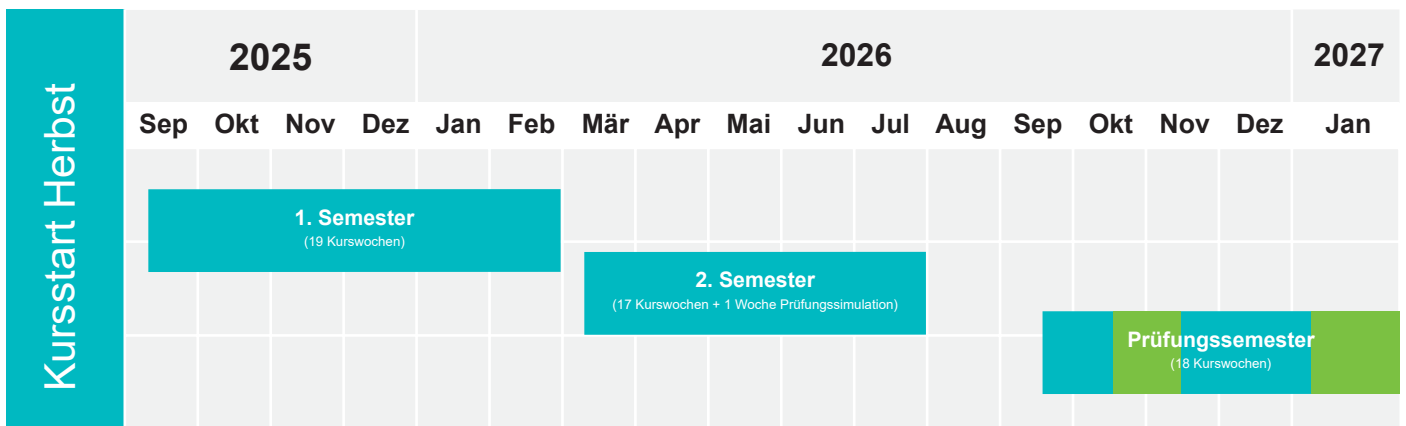 Kursstart Herbst
2025 2026 2027
Sep Okt Nov Dez Jan Feb Mär Apr Mai Jun Jul Aug Sep Okt Nov Dez Jan
1. Semester
(19 Kurswochen)
2. Semester
(17 Kurswochen + 1 Woche Prüfungssimulation)
Prüfungssemester
(18 Kurswochen)